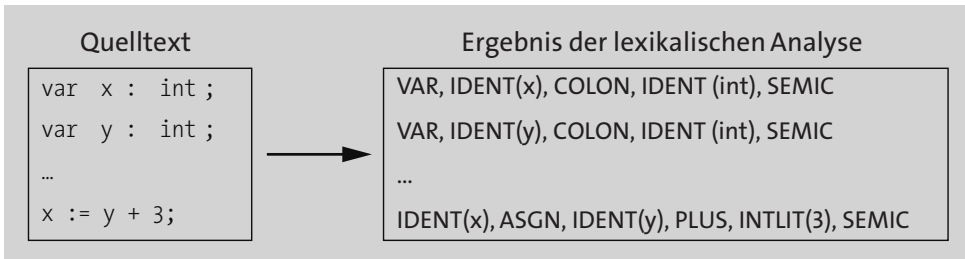 Quelltext
var x : int ;
var y : int ;
…
x := y + 3;
Ergebnis der lexikalischen Analyse
VAR, IDENT(x), COLON, IDENT (int), SEMIC
VAR, IDENT(y), COLON, IDENT (int), SEMIC
...
IDENT(x), ASGN, IDENT(y), PLUS, INTLIT(3), SEMIC